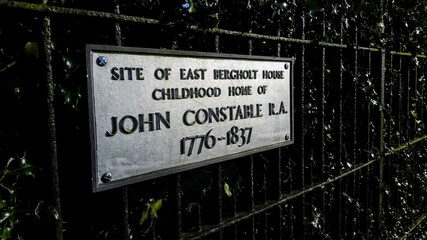 SITE OF EAST BERGHOLT HOUSE
CHILDHOOD HOME OF
JOHN CONSTABLE R.A.
1776-1837